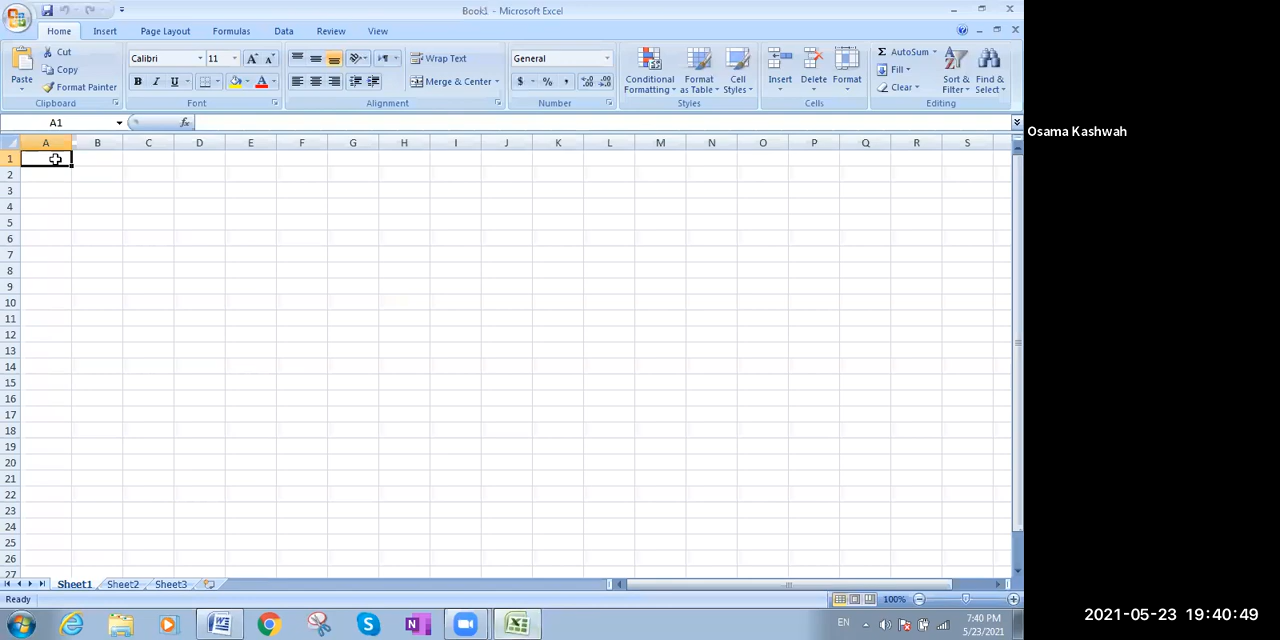 Book1 - Microsoft Excel
Home Insert Page Layout Formulas Data Review View
Paste
Cut
Copy
Format Painter
Clipboard
Calibri 11
B I U
Font
Wrap Text
Merge & Center
Alignment
General
$ % ,
Number
Conditional Formatting
Format as Table
Cell Styles
Styles
Insert Delete Format
Cells
AutoSum
Fill
Clear
Sort & Filter
Find & Select
Editing
A1 fx
A B C D E F G H I J K L M N O P Q R S
1
2
3
4
5
6
7
8
9
10
11
12
13
14
15
16
17
18
19
20
21
22
23
24
25
26
27
Sheet1 Sheet2 Sheet3
Ready 100%
EN 7:40 PM
5/23/2021
Osama Kashwah
2021-05-23 19:40:49